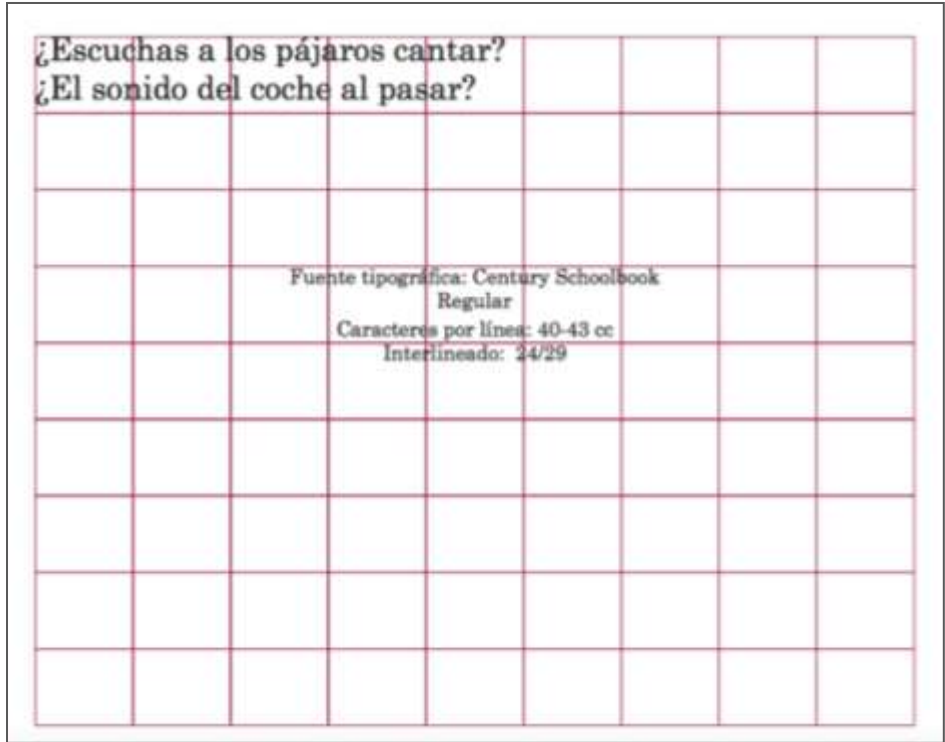 ¿Escuchas a los pájaros cantar?
¿El sonido del coche al pasar?
Fuente tipográfica: Century Schoolbook
Regular
Caracteres por línea: 40-43 cc
Interlineado: 24/29